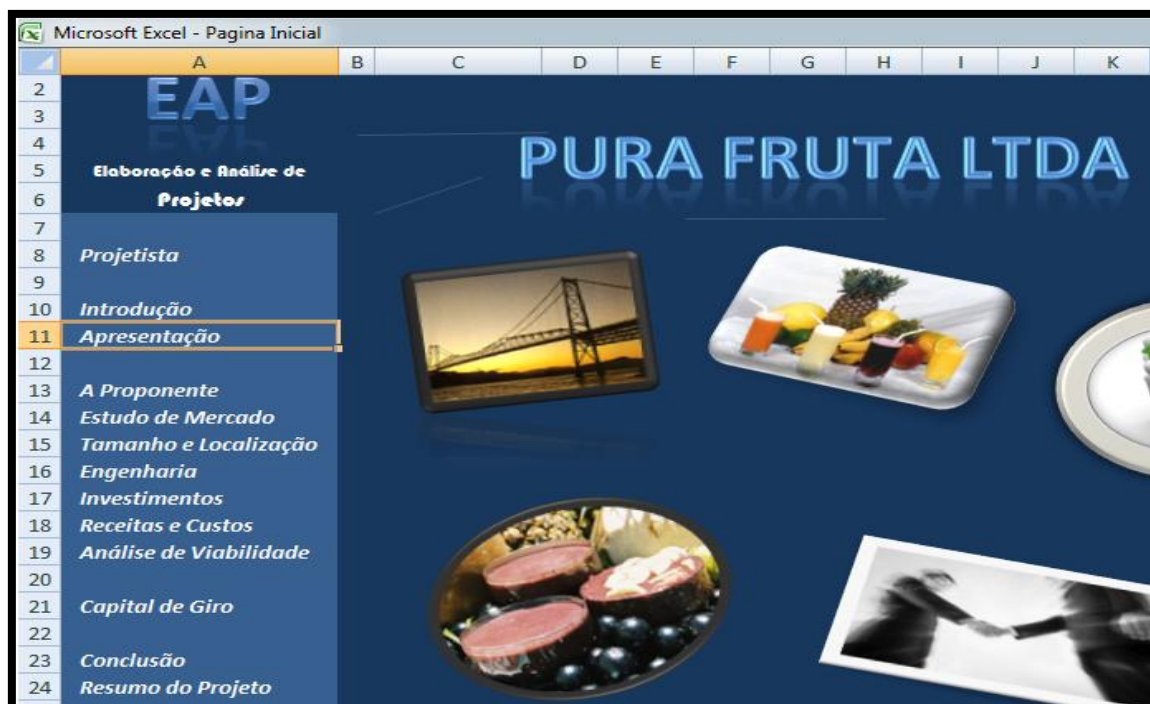 Microsoft Excel - Pagina Inicial
A B C D E F G H I J K
2
EAP
3
4
PURA FRUTA LTDA
5 Elaboração e Análise de
6 Projetos
7
8 Projetista
9
10 Introdução
11 Apresentação
12
13 A Proponente
14 Estudo de Mercado
15 Tamanho e Localização
16 Engenharia
17 Investimentos
18 Receitas e Custos
19 Análise de Viabilidade
20
21 Capital de Giro
22
23 Conclusão
24 Resumo do Projeto